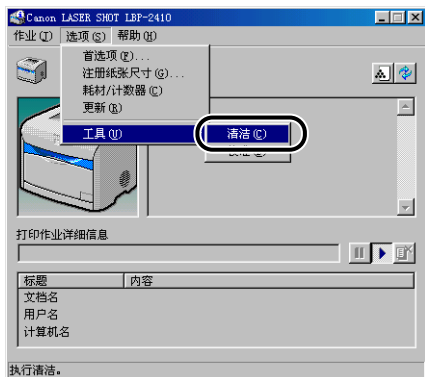 Canon LASER SHOT LBP-2410
作业(J) 选项(S) 帮助(H)
首选项(F)...
注册纸张尺寸(G)...
耗材/计数器(C)
更新(R)
工具(U)
清洁(C)
打印作业详细信息
标题 内容
文档名
用户名
计算机名
执行清洁。